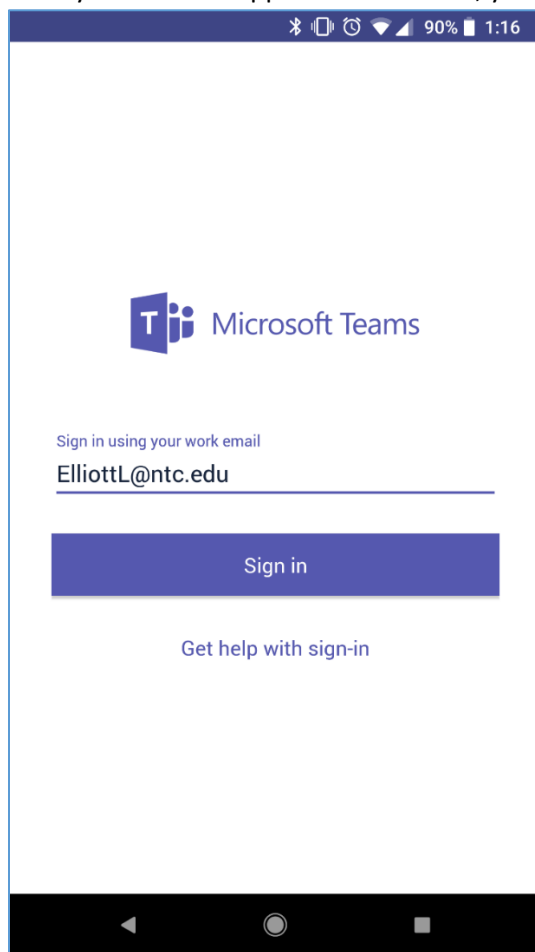 90% 1:16
T Microsoft Teams
Sign in using your work email
ElliottL@ntc.edu
Sign in
Get help with sign-in